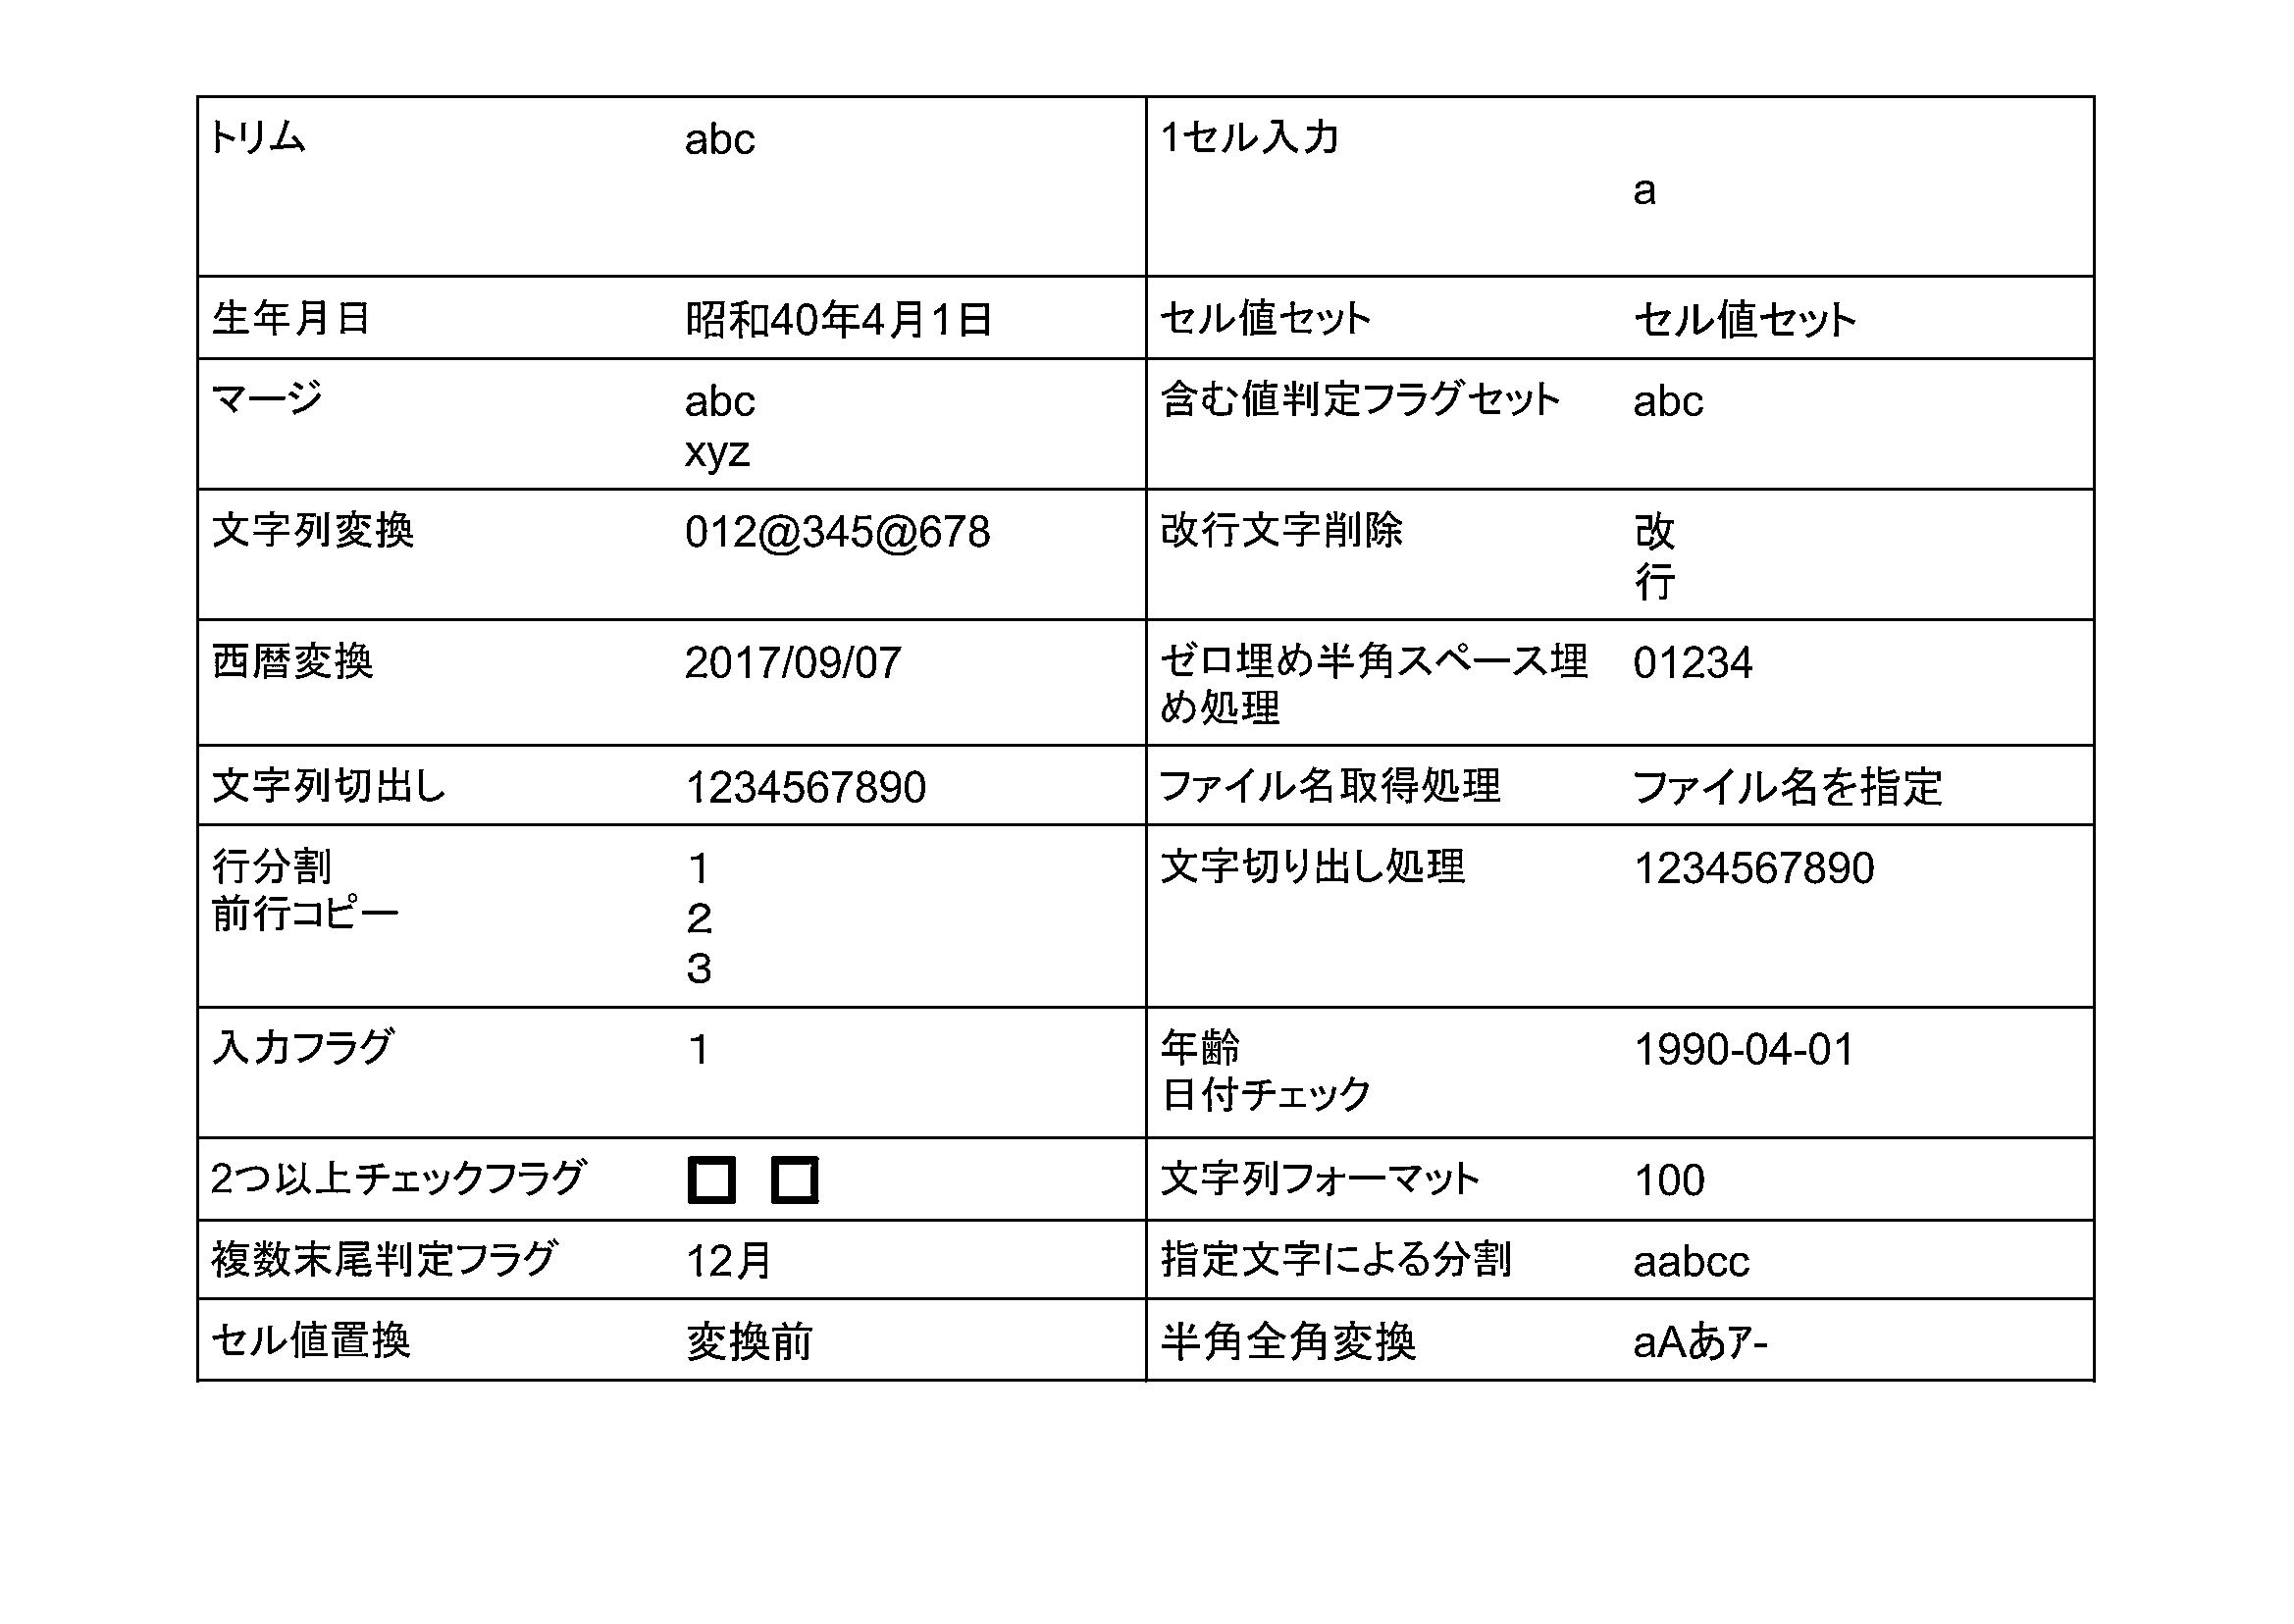 トリム
abc
1セル入力
a
生年月日
昭和40年4月1日
セル値セット
セル値セット
マージ
abc
xyz
含む値判定フラグセット
abc
文字列変換
012@345@678
改行文字削除
改
行
西暦変換
2017/09/07
ゼロ埋め半角スペース埋
め処理
01234
文字列切出し
1234567890
ファイル名取得処理
ファイル名を指定
行分割
前行コピー
1
2
3
文字切り出し処理
1234567890
入力フラグ
1
年齢
日付チェック
1990-04-01
2つ以上チェックフラグ
□ □
文字列フォーマット
100
複数末尾判定フラグ
12月
指定文字による分割
aabcc
セル値置換
変換前
半角全角変換
aAあｱ-